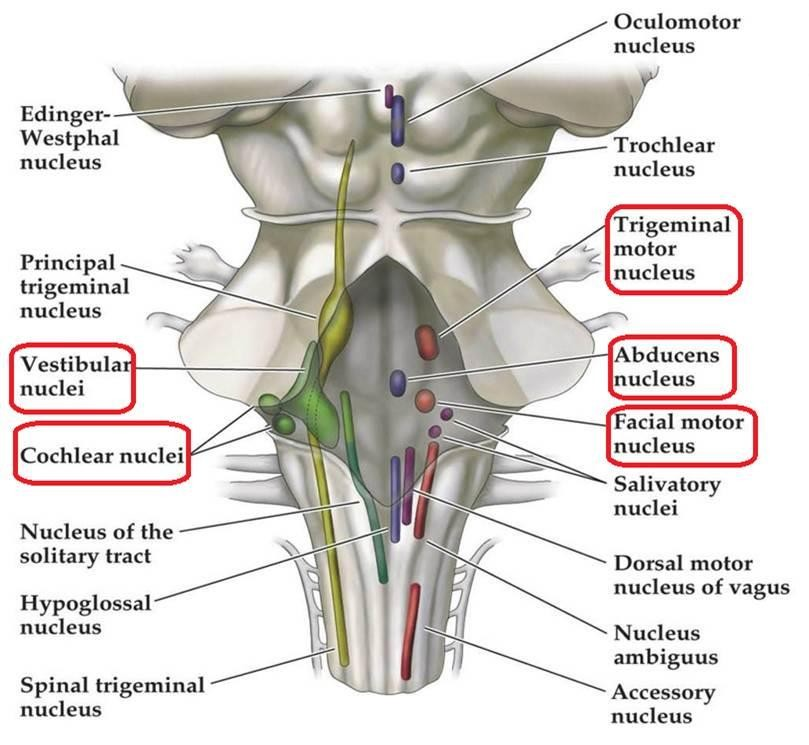 Oculomotor
nucleus
Edinger-
Westphal
nucleus
Trochlear
nucleus
Trigeminal
motor
nucleus
Principal
trigeminal
nucleus
Vestibular
nuclei
Abducens
nucleus
Facial motor
nucleus
Cochlear nuclei
Salivatory
nuclei
Nucleus of the
solitary tract
Dorsal motor
nucleus of vagus
Hypoglossal
nucleus
Nucleus
ambiguus
Spinal trigeminal
nucleus
Accessory
nucleus